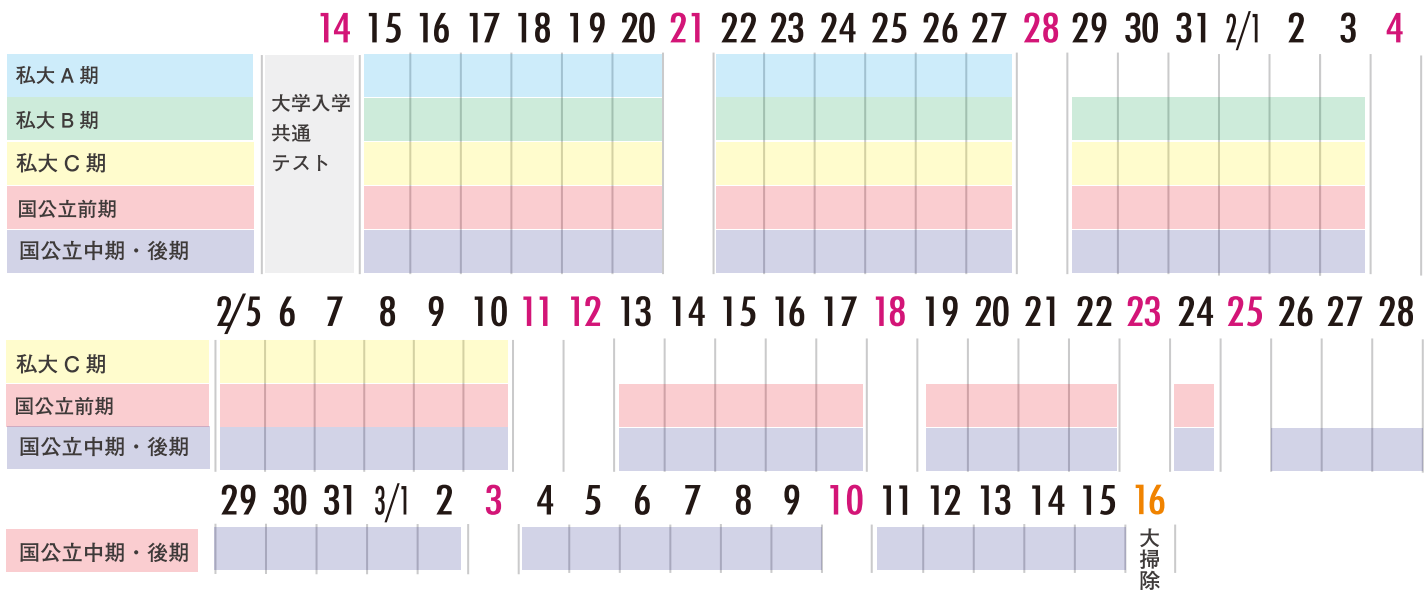 14 15 16 17 18 19 20 21 22 23 24 25 26 27 28 29 30 31 2/1 2 3 4
私大 A 期
私大 B 期
私大 C 期
国公立前期
国公立中期・後期
大学入学
共通
テスト
2/5 6 7 8 9 10 11 12 13 14 15 16 17 18 19 20 21 22 23 24 25 26 27 28
私大 C 期
国公立前期
国公立中期・後期
29 30 31 3/1 2 3 4 5 6 7 8 9 10 11 12 13 14 15 16
国公立中期・後期
大掃除